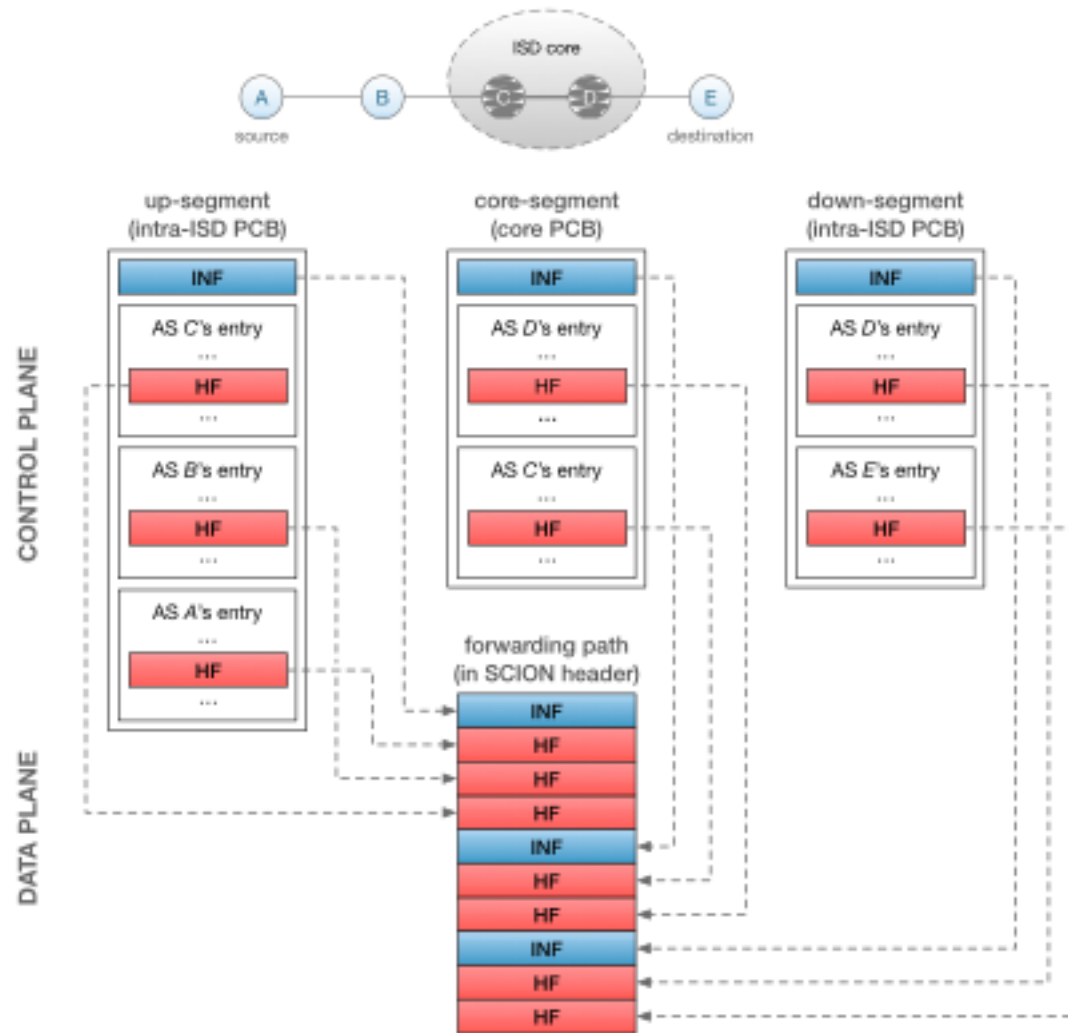 ISD core
A
B
C
D
E
source
destination
up-segment
(intra-ISD PCB)
core-segment
(core PCB)
down-segment
(intra-ISD PCB)
CONTROL PLANE
INF
AS C's entry
...
HF
...
AS B's entry
...
HF
...
AS A's entry
...
HF
...
INF
AS D's entry
...
HF
...
AS C's entry
...
HF
...
INF
AS D's entry
...
HF
...
AS E's entry
...
HF
...
DATA PLANE
forwarding path
(in SCION header)
INF
HF
HF
HF
INF
HF
HF
INF
HF
HF